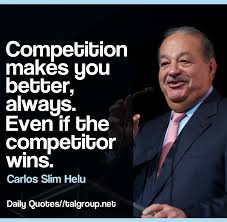 Competition
makes you
better,
always.
Even if the
competitor
wins.
Carlos Slim Helu
Daily Quotes//talgroup.net